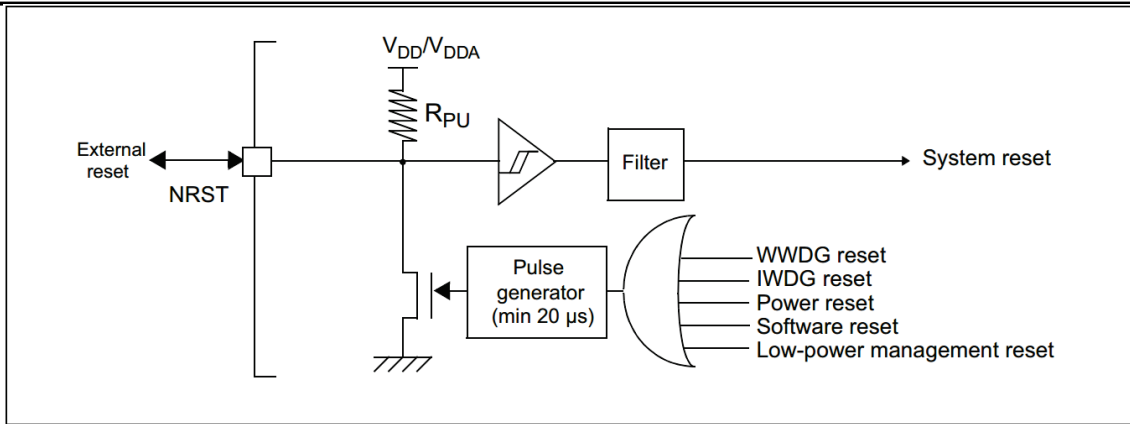 VDD/VDDA
RPU
External
reset
NRST
Filter
System reset
Pulse
generator
(min 20 μs)
WWDG reset
IWDG reset
Power reset
Software reset
Low-power management reset